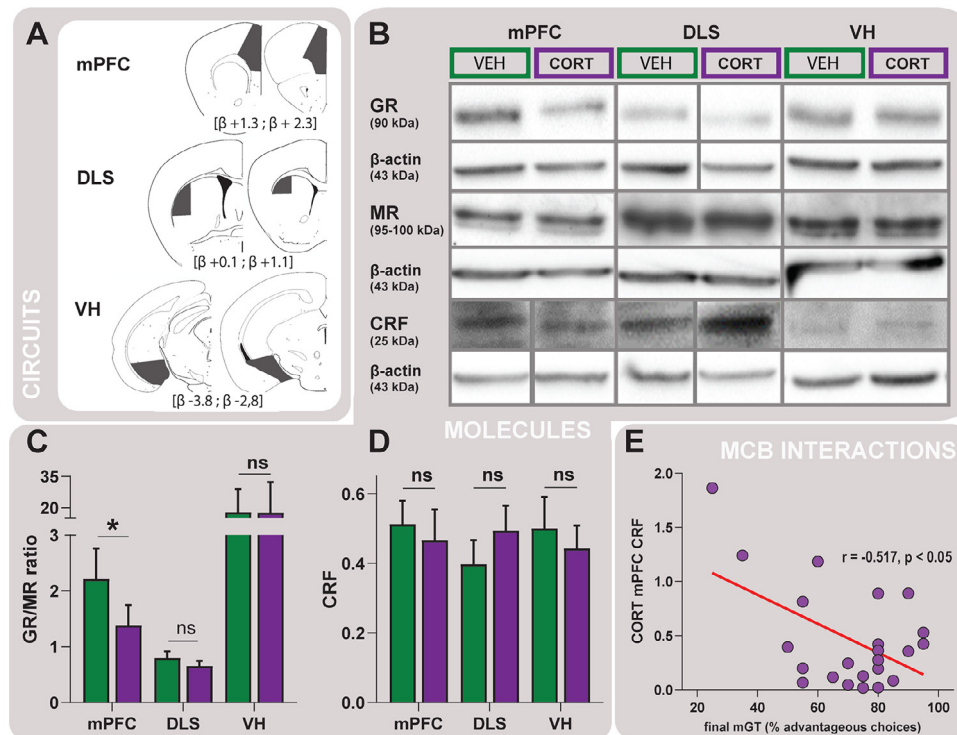 CIRCUITS
A
mPFC
[β +1.3 ; β + 2.3]
DLS
[β +0.1 ; β +1.1]
VH
[β -3.8 ; β -2,8]
B
mPFC DLS VH
VEH CORT VEH CORT VEH CORT
GR
(90 kDa)
β-actin
(43 kDa)
MR
(95-100 kDa)
β-actin
(43 kDa)
CRF
(25 kDa)
β-actin
(43 kDa)
MOLECULES
C
GR/MR ratio
35
20
3
2
1
0
*
ns
ns
mPFC DLS VH
D
CRF
0.6
0.4
0.2
0.0
ns ns ns
mPFC DLS VH
E
MCB INTERACTIONS
CORT mPFC CRF
2.0
1.5
1.0
0.5
0.0
r = -0.517, p < 0.05
20 40 60 80 100
final mGT (% advantageous choices)